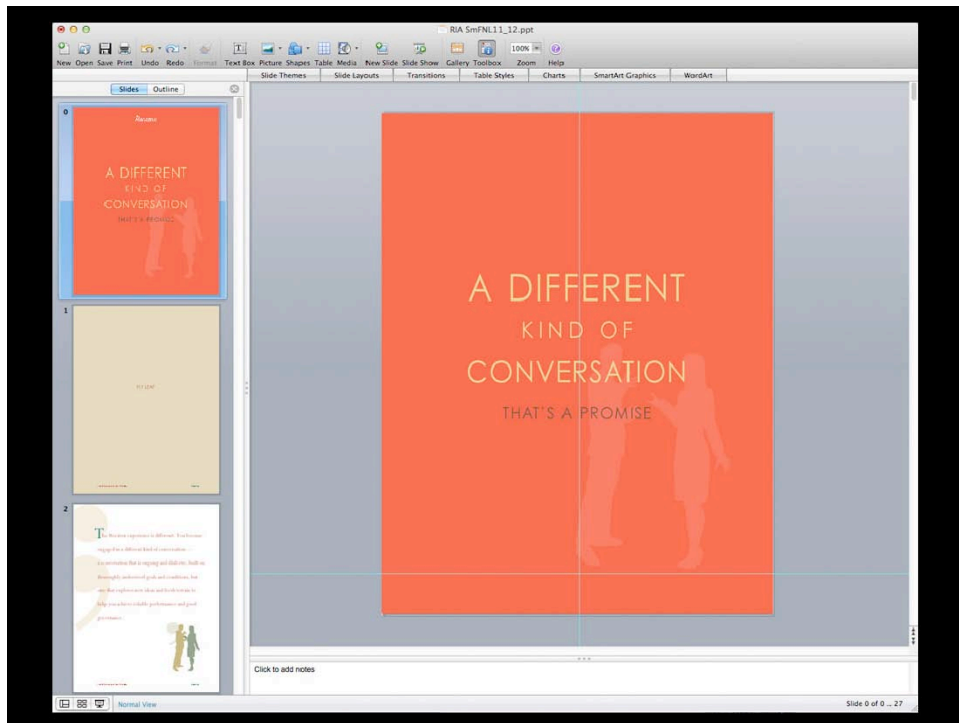 RIA SmFNL11_12.ppt
New Open Save Print Undo Redo Format Text Box Picture Shapes Table Media New Slide Slide Show Gallery Toolbox Zoom Help
100%
Slide Themes Slide Layouts Transitions Table Styles Charts SmartArt Graphics WordArt
Slides Outline
0
A DIFFERENT
KIND OF
CONVERSATION
THAT'S A PROMISE
1
FLY LEAF
2
A DIFFERENT
KIND OF
CONVERSATION
THAT'S A PROMISE
Click to add notes
Normal View
Slide 0 of 0 ... 27